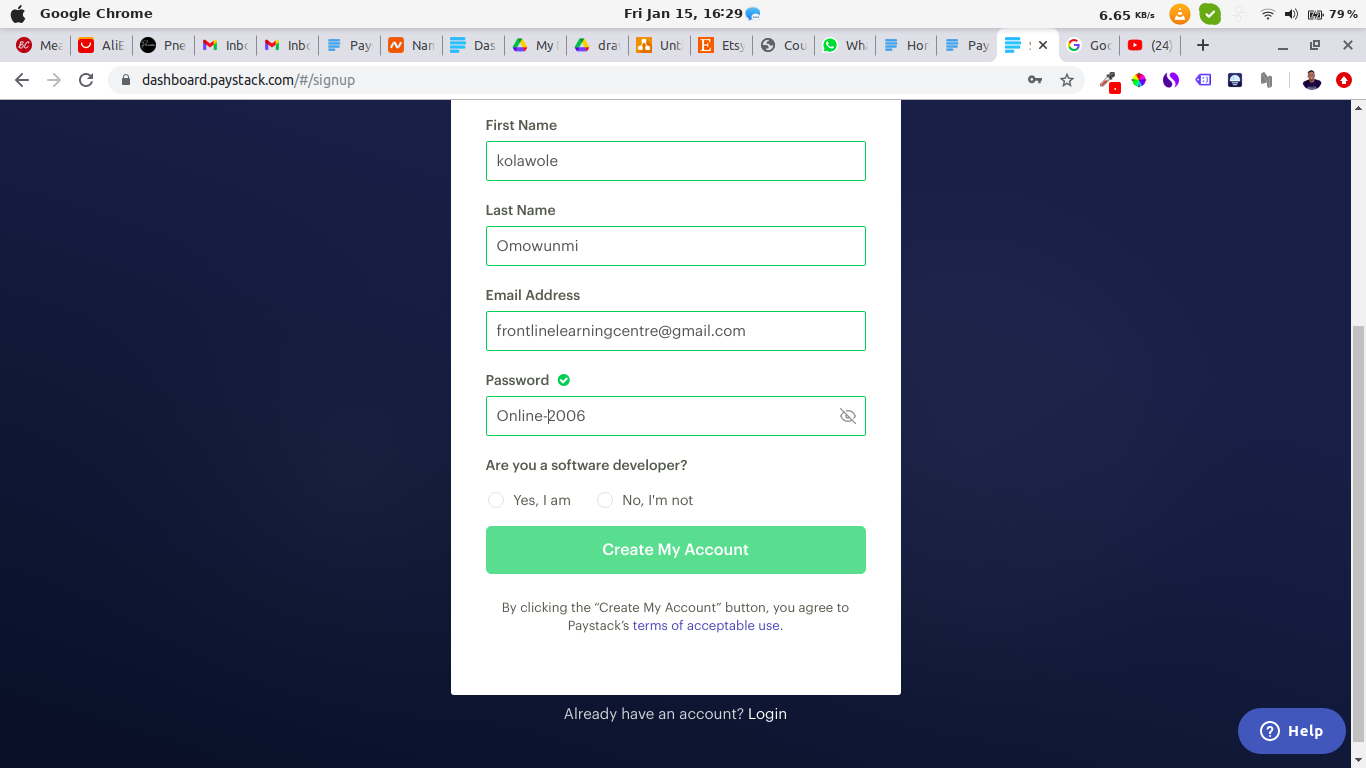 Google Chrome Fri Jan 15, 16:29 6.65 KB/s 79 %
Mea AliE Pne Inbo Inbo Pay Nan Das My drav Unti Etsy Cou Wha Hor Pay S Goo (24)
dashboard.paystack.com/#/signup
First Name
kolawole
Last Name
Omowunmi
Email Address
frontlinelearningcentre@gmail.com
Password
Online-2006
Are you a software developer?
Yes, I am No, I'm not
Create My Account
By clicking the “Create My Account” button, you agree to
Paystack’s terms of acceptable use.
Already have an account? Login
Help